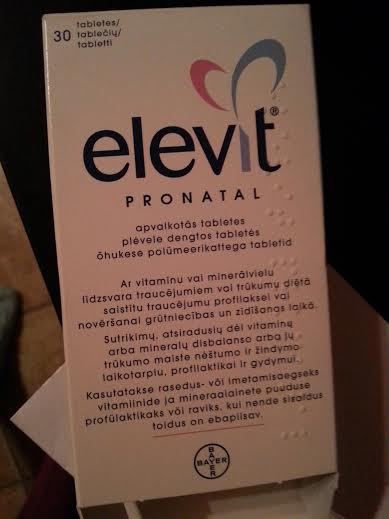 30 tabletes/
tablečių/
tabletti
elevit®
PRONATAL
apvalkotās tabletes
plėvele dengtos tabletės
õhukese polümeerikattega tabletid
Ar vitamīnu vai minerālvielu
līdzsvara traucējumiem vai trūkumu diētā
saistītu traucējumu profilaksei vai
novēršanai grūtniecības un zīdīšanas laikā.
Sutrikimų, atsiradusių dėl vitaminų
arba mineralų disbalanso arba jų
trūkumo maiste nėštumo ir žindymo
laikotarpiu, profilaktikai ir gydymui.
Kasutatakse rasedus- või imetamisaegseks
vitamiinide ja mineraalainete puuduse
profülaktikaks või raviks, kui nende sisaldus
toidus on ebapiisav.
BAYER
BAYER